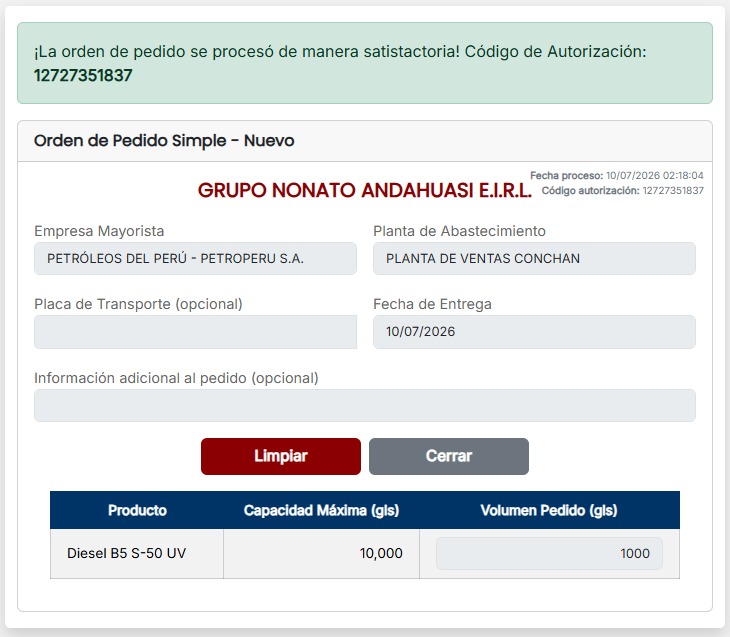 ¡La orden de pedido se procesó de manera satistactoria! Código de Autorización:
12727351837
Orden de Pedido Simple - Nuevo
Fecha proceso: 10/07/2026 02:18:04
GRUPO NONATO ANDAHUASI E.I.R.L. Código autorización: 12727351837
Empresa Mayorista Planta de Abastecimiento
PETRÓLEOS DEL PERÚ - PETROPERU S.A. PLANTA DE VENTAS CONCHAN
Placa de Transporte (opcional) Fecha de Entrega
10/07/2026
Información adicional al pedido (opcional)
Limpiar Cerrar
Producto Capacidad Máxima (gls) Volumen Pedido (gls)
Diesel B5 S-50 UV 10,000 1000